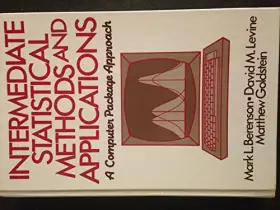 INTERMEDIATE
STATISTICAL
METHODS AND
APPLICATIONS
A Computer Package Approach
Mark L. Berenson • David M. Levine
Matthew Goldstein